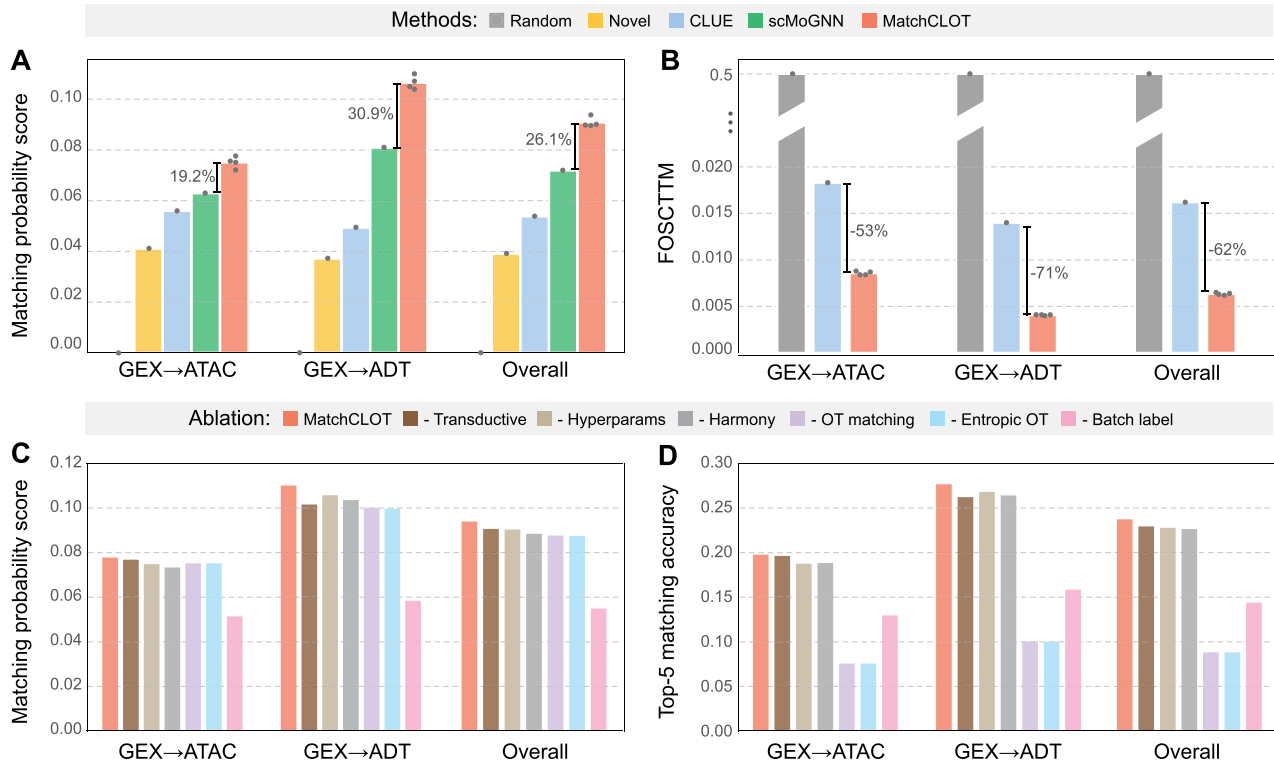 Methods: Random Novel CLUE scMoGNN MatchCLOT
A
Matching probability score
0.10
0.08
0.06
0.04
0.02
0.00
19.2%
30.9%
26.1%
GEX→ATAC GEX→ADT Overall
B
FOSCTTM
0.5
0.020
0.015
0.010
0.005
0.000
-53%
-71%
-62%
GEX→ATAC GEX→ADT Overall
Ablation: MatchCLOT - Transductive - Hyperparams - Harmony - OT matching - Entropic OT - Batch label
C
Matching probability score
0.12
0.10
0.08
0.06
0.04
0.02
0.00
GEX→ATAC GEX→ADT Overall
D
Top-5 matching accuracy
0.30
0.25
0.20
0.15
0.10
0.05
0.00
GEX→ATAC GEX→ADT Overall